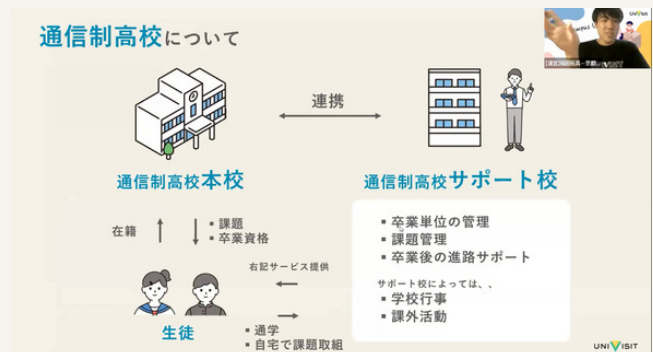 通信制高校について
UNIVISIT
連携
通信制高校本校
通信制高校サポート校
在籍
▪ 課題
▪ 卒業資格
▪ 卒業単位の管理
▪ 課題管理
▪ 卒業後の進路サポート
サポート校によっては、、
▪ 学校行事
▪ 課外活動
右記サービス提供
生徒
▪ 通学
▪ 自宅で課題取組
UNIVISIT